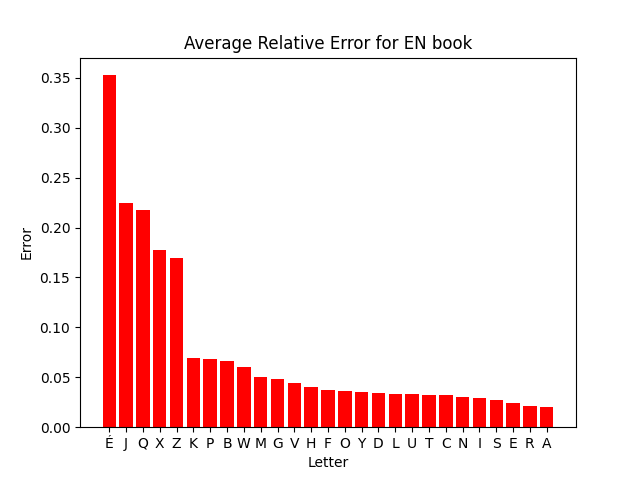 Average Relative Error for EN book
Error
0.35
0.30
0.25
0.20
0.15
0.10
0.05
0.00
É J Q X Z K P B W M G V H F O Y D L U T C N I S E R A
Letter